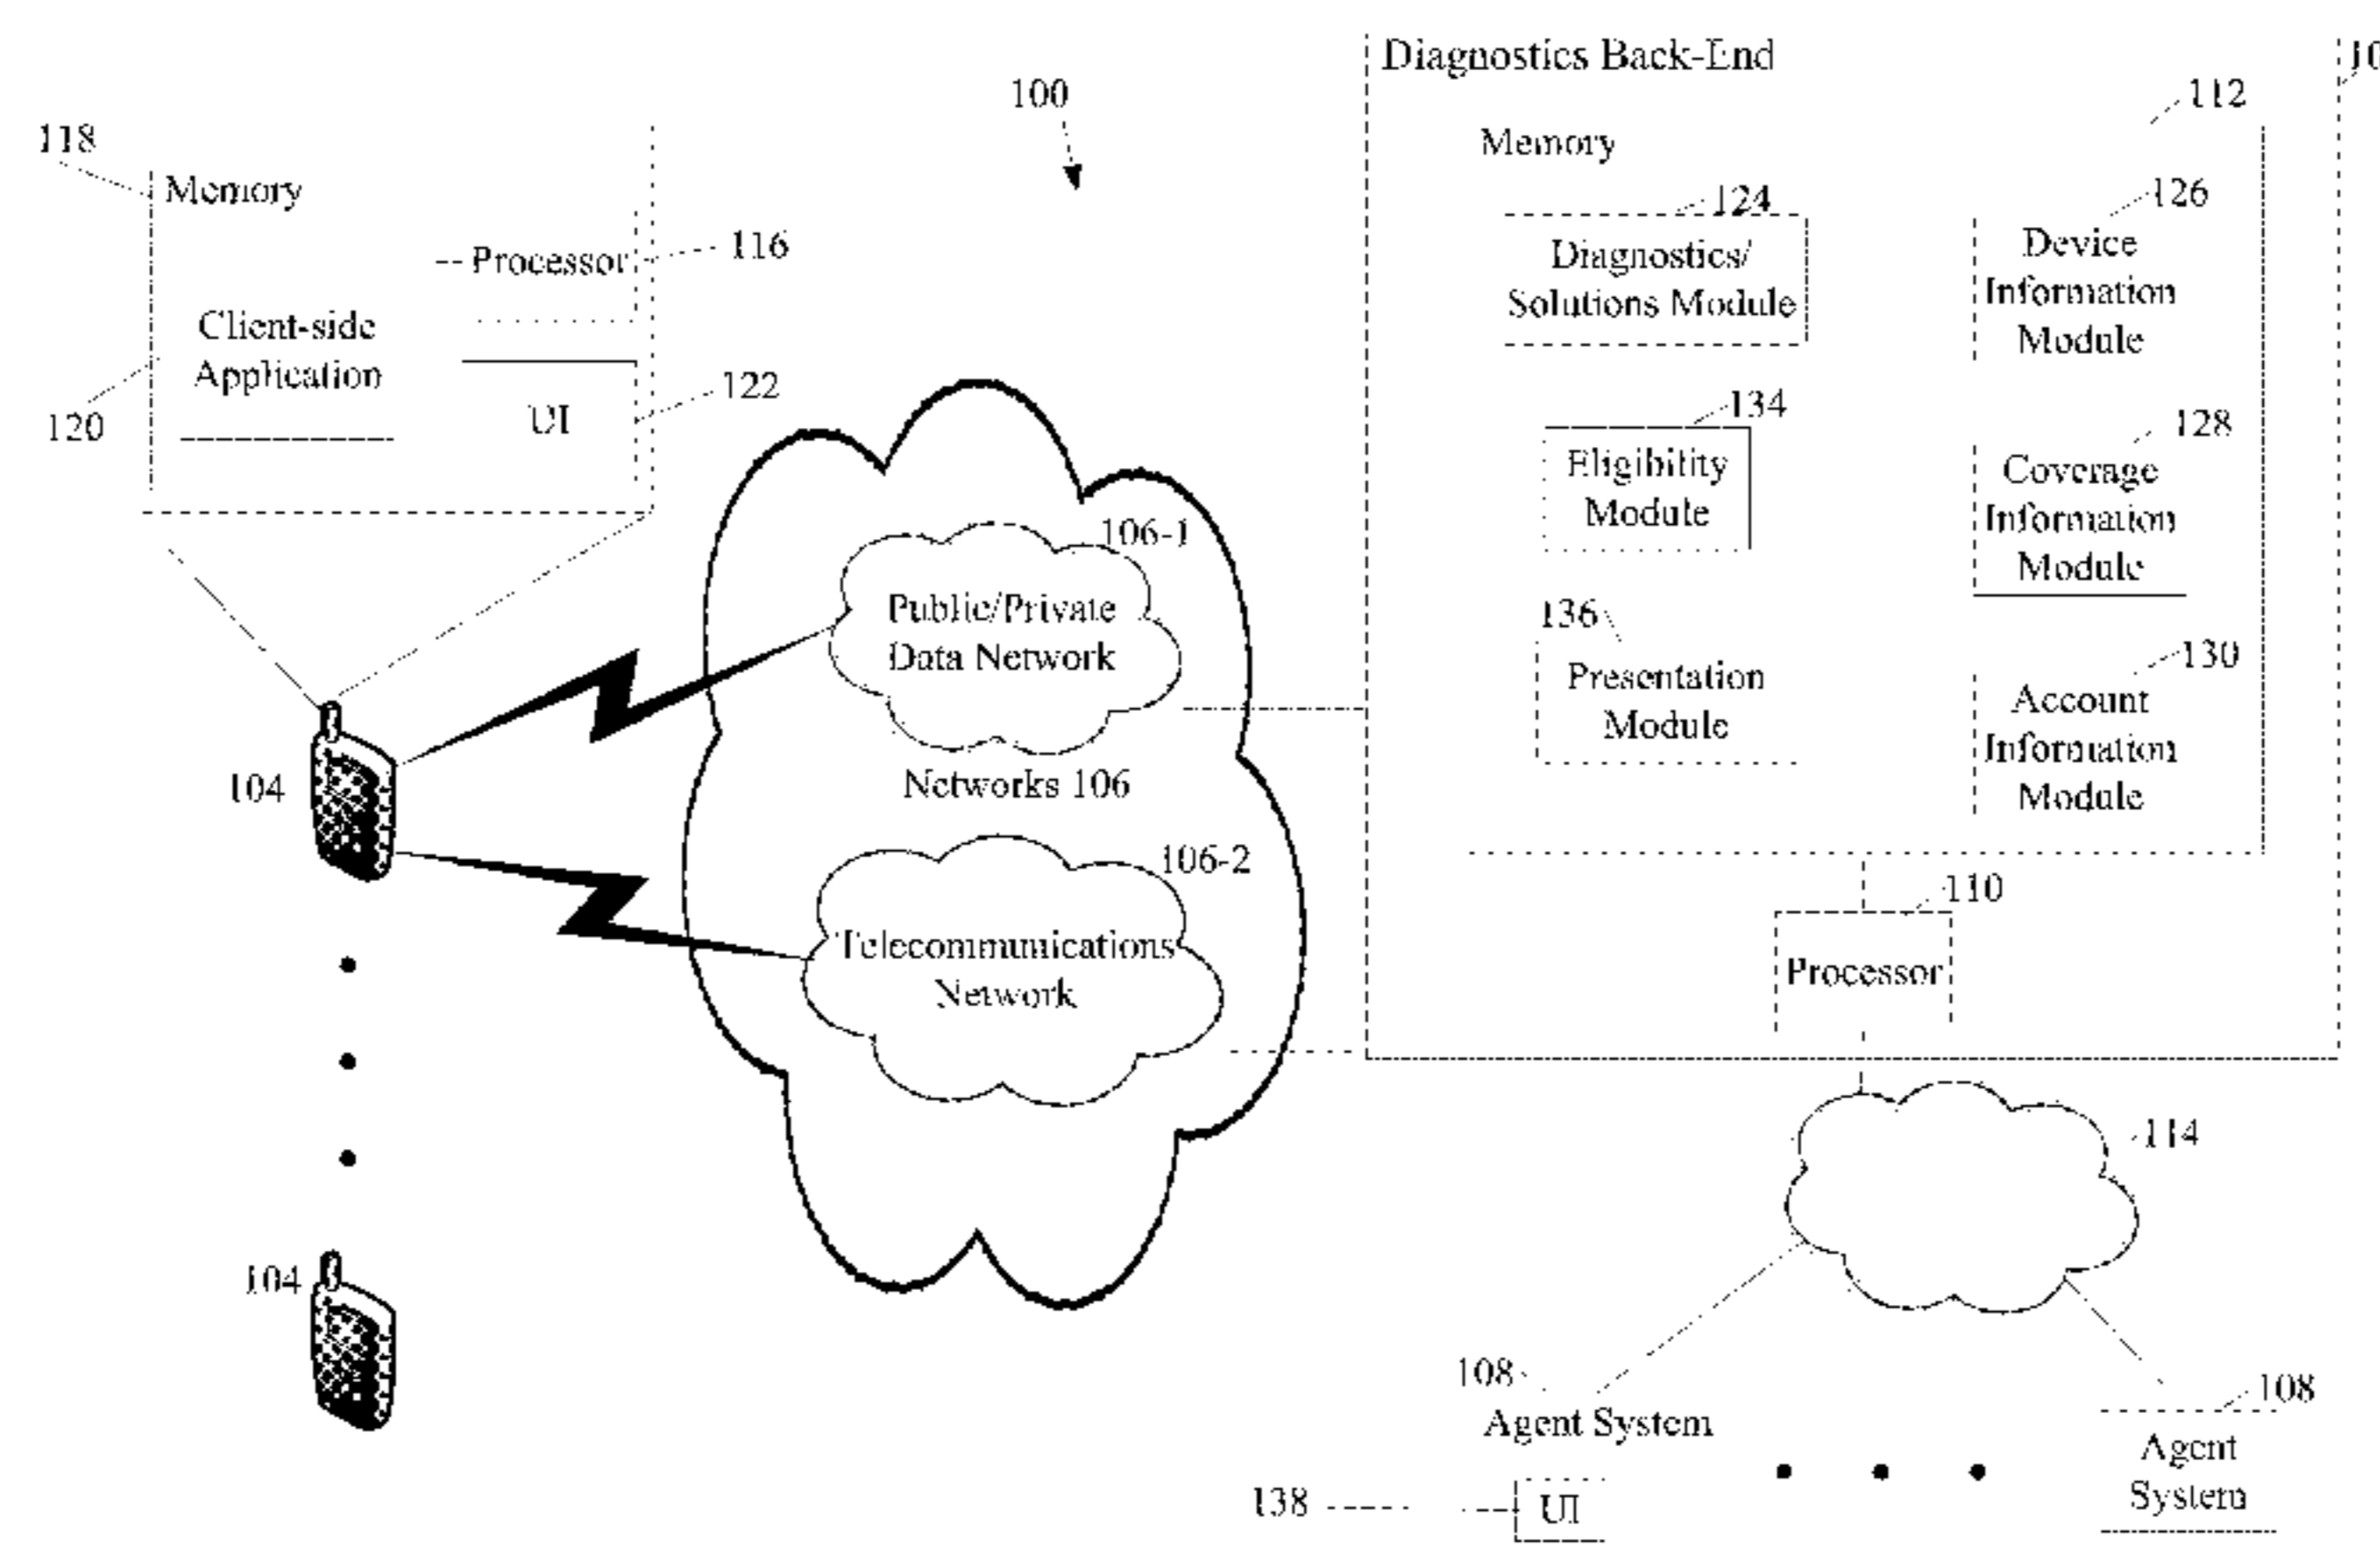 Diagnostics Back-End
100
112
118
Memory
Memory
124
126
Processor
116
Diagnostics/
Solutions Module
Device
Information
Module
Client-side
Application
122
120
UI
134
128
Eligibility
Module
Coverage
Information
Module
106-1
Public/Private
Data Network
136
Presentation
Module
130
Account
Information
Module
104
Networks 106
106-2
110
Telecommunications
Network
Processor
114
104
108
108
Agent System
Agent
System
138
UI